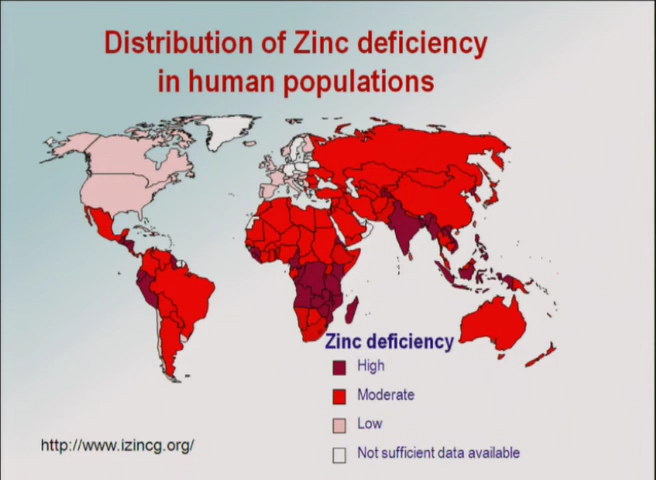 Distribution of Zinc deficiency
in human populations
Zinc deficiency
High
Moderate
Low
Not sufficient data available
http://www.izincg.org/